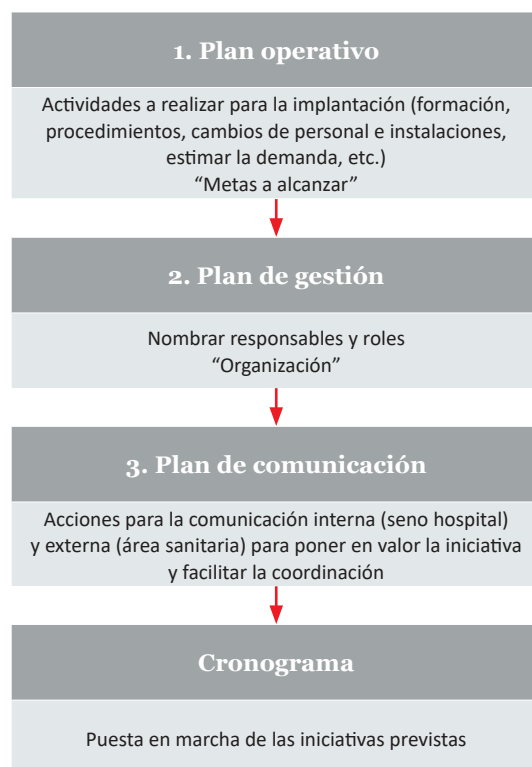 1. Plan operativo
Actividades a realizar para la implantación (formación,
procedimientos, cambios de personal e instalaciones,
estimar la demanda, etc.)
“Metas a alcanzar”
2. Plan de gestión
Nombrar responsables y roles
“Organización”
3. Plan de comunicación
Acciones para la comunicación interna (seno hospital)
y externa (área sanitaria) para poner en valor la iniciativa
y facilitar la coordinación
Cronograma
Puesta en marcha de las iniciativas previstas